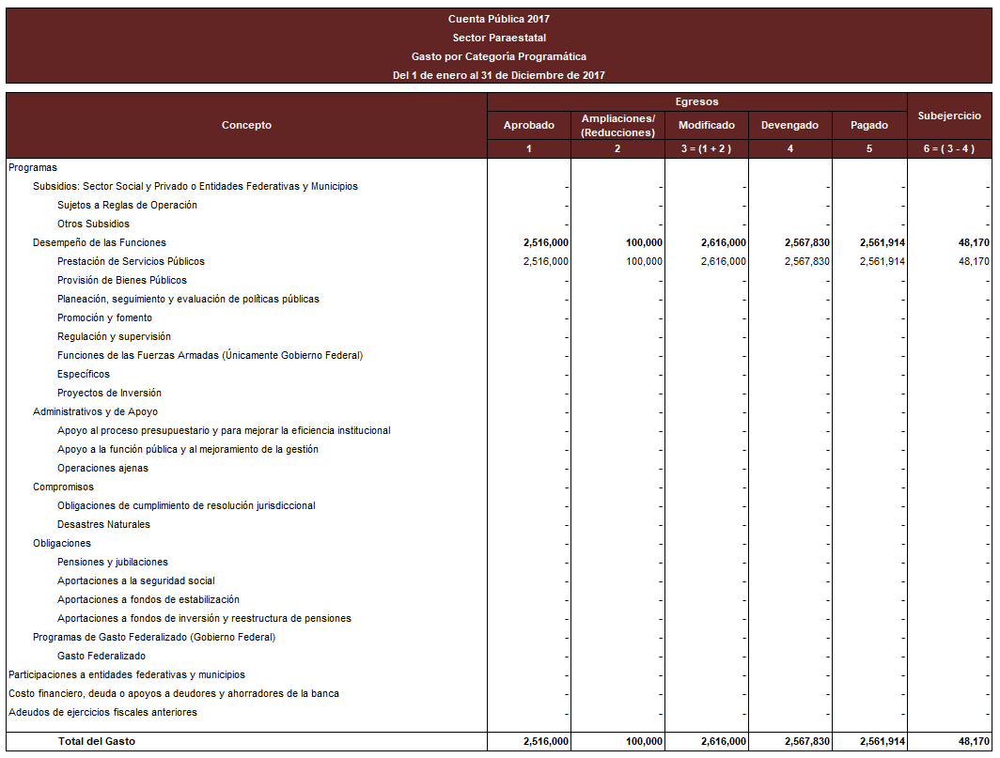 Cuenta Pública 2017
Sector Paraestatal
Gasto por Categoría Programática
Del 1 de enero al 31 de Diciembre de 2017
Concepto Egresos Subejercicio
Aprobado Ampliaciones/ (Reducciones) Modificado Devengado Pagado
1 2 3 = (1 + 2 ) 4 5 6 = ( 3 - 4 )
Programas
Subsidios: Sector Social y Privado o Entidades Federativas y Municipios - - - - - -
Sujetos a Reglas de Operación - - - - - -
Otros Subsidios - - - - - -
Desempeño de las Funciones 2,516,000 100,000 2,616,000 2,567,830 2,561,914 48,170
Prestación de Servicios Públicos 2,516,000 100,000 2,616,000 2,567,830 2,561,914 48,170
Provisión de Bienes Públicos - - - - - -
Planeación, seguimiento y evaluación de políticas públicas - - - - - -
Promoción y fomento - - - - - -
Regulación y supervisión - - - - - -
Funciones de las Fuerzas Armadas (Únicamente Gobierno Federal) - - - - - -
Específicos - - - - - -
Proyectos de Inversión - - - - - -
Administrativos y de Apoyo - - - - - -
Apoyo al proceso presupuestario y para mejorar la eficiencia institucional - - - - - -
Apoyo a la función pública y al mejoramiento de la gestión - - - - - -
Operaciones ajenas - - - - - -
Compromisos - - - - - -
Obligaciones de cumplimiento de resolución jurisdiccional - - - - - -
Desastres Naturales - - - - - -
Obligaciones - - - - - -
Pensiones y jubilaciones - - - - - -
Aportaciones a la seguridad social - - - - - -
Aportaciones a fondos de estabilización - - - - - -
Aportaciones a fondos de inversión y reestructura de pensiones - - - - - -
Programas de Gasto Federalizado (Gobierno Federal) - - - - - -
Gasto Federalizado - - - - - -
Participaciones a entidades federativas y municipios - - - - - -
Costo financiero, deuda o apoyos a deudores y ahorradores de la banca - - - - - -
Adeudos de ejercicios fiscales anteriores - - - - - -
Total del Gasto 2,516,000 100,000 2,616,000 2,567,830 2,561,914 48,170